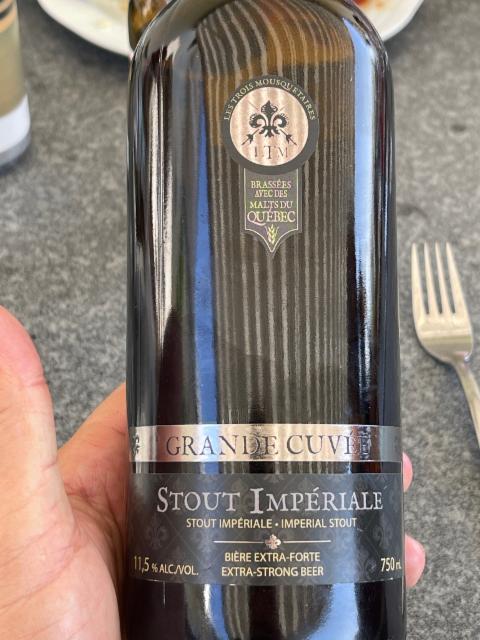 LES TROIS MOUSQUETAIRES
LTM
BRASSÉES
AVEC DES
MALTS DU
QUÉBEC
GRANDE CUVÉE
STOUT IMPÉRIALE
STOUT IMPÉRIALE • IMPERIAL STOUT
BIÈRE EXTRA-FORTE
11,5 % ALC./VOL. EXTRA-STRONG BEER 750 mL